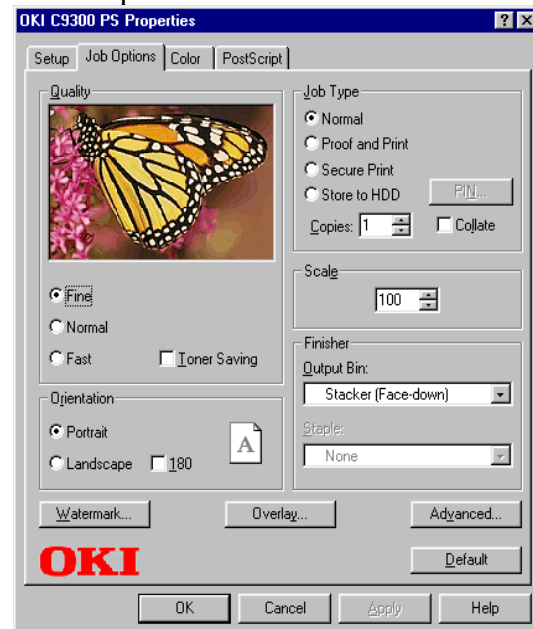 OKI C9300 PS Properties
Setup Job Options Color PostScript
Quality
Fine
Normal
Fast Toner Saving
Orientation
Portrait
Landscape 180
A
Job Type
Normal
Proof and Print
Secure Print
Store to HDD PIN...
Copies: 1 Collate
Scale
100
Finisher
Output Bin:
Stacker (Face-down)
Staple:
None
Watermark... Overlay... Advanced...
OKI Default
OK Cancel Apply Help